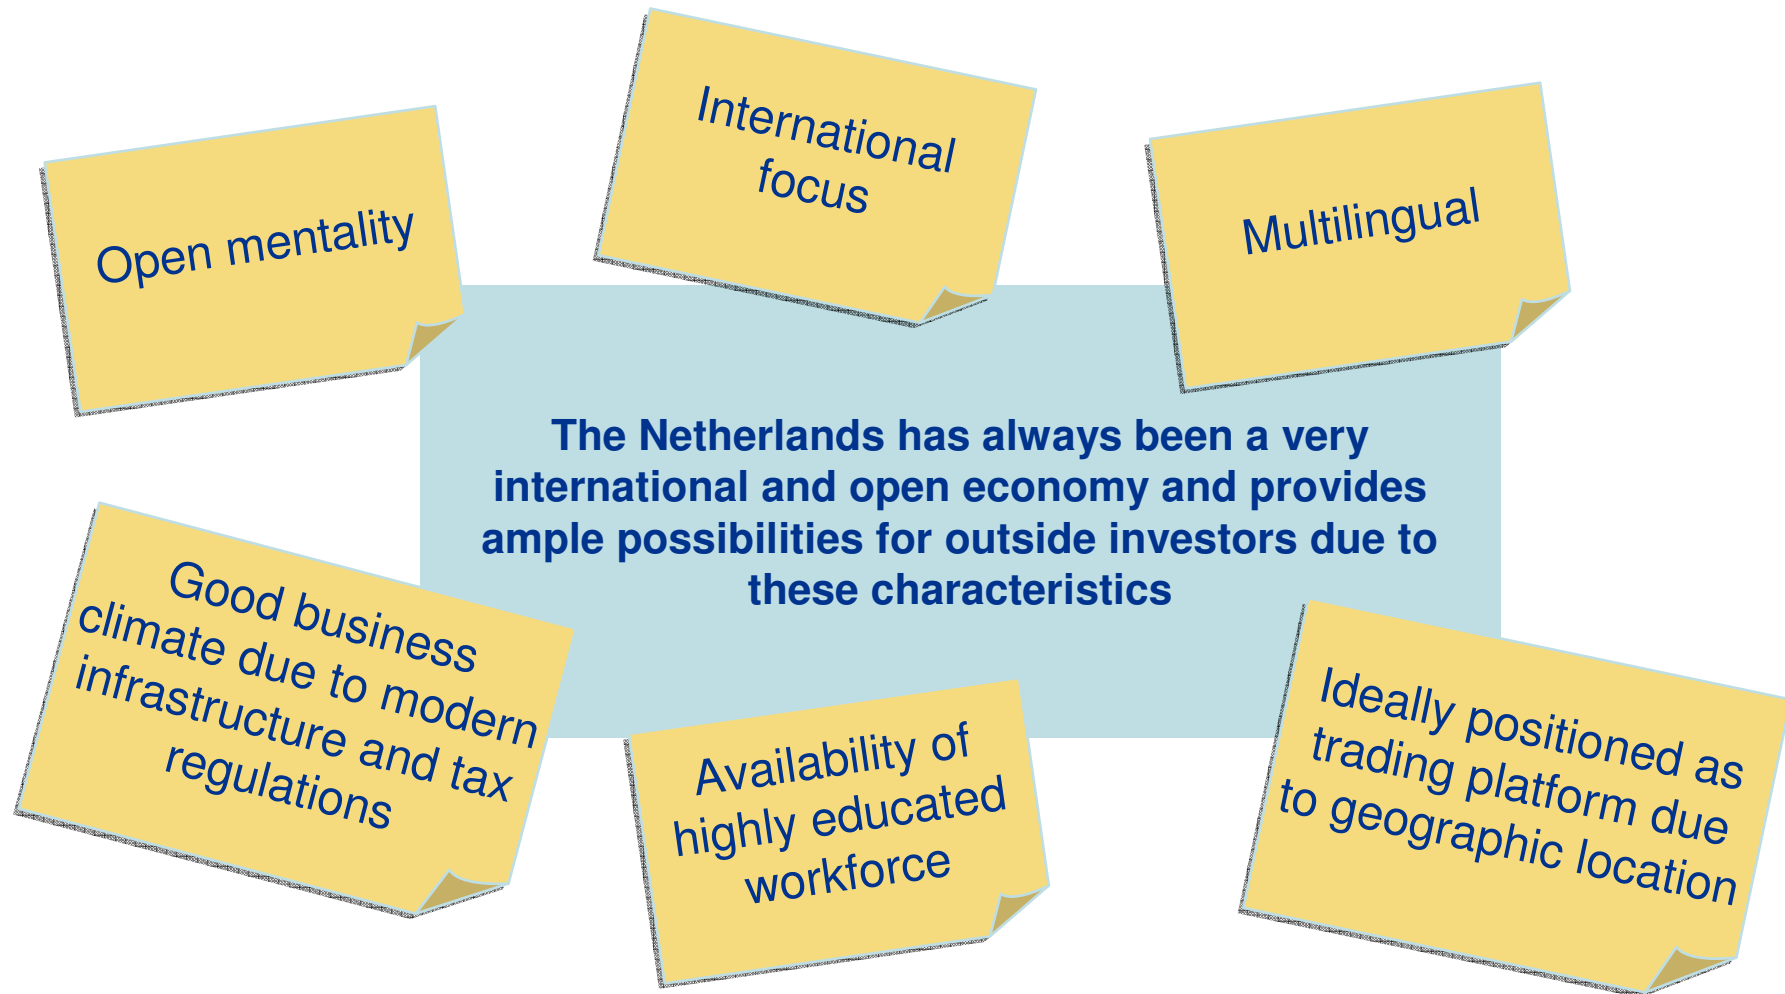 Open mentality
International
focus
Multilingual
The Netherlands has always been a very
international and open economy and provides
ample possibilities for outside investors due to
these characteristics
Good business
climate due to modern
infrastructure and tax
regulations
Availability of
highly educated
workforce
Ideally positioned as
trading platform due
to geographic location